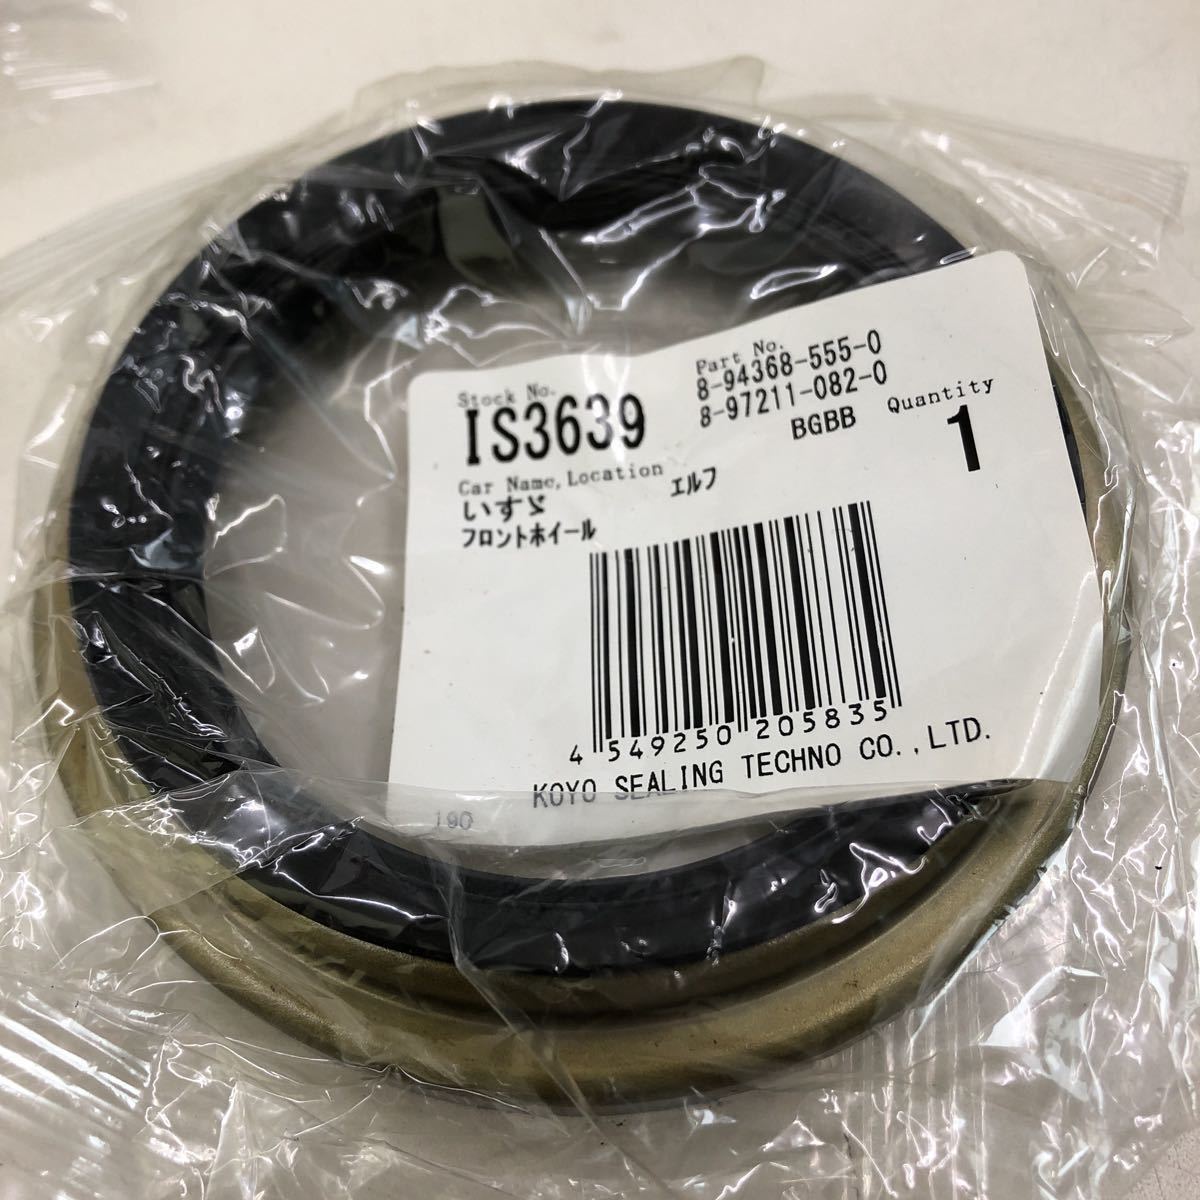 Stock No.
IS3639
Part No.
8-94368-555-0
8-97211-082-0
BGBB
Quantity
1
Car Name, Location
いすゞ
エルフ
フロントホイール
4 549250 205835
KOYO SEALING TECHNO CO.,LTD.
190